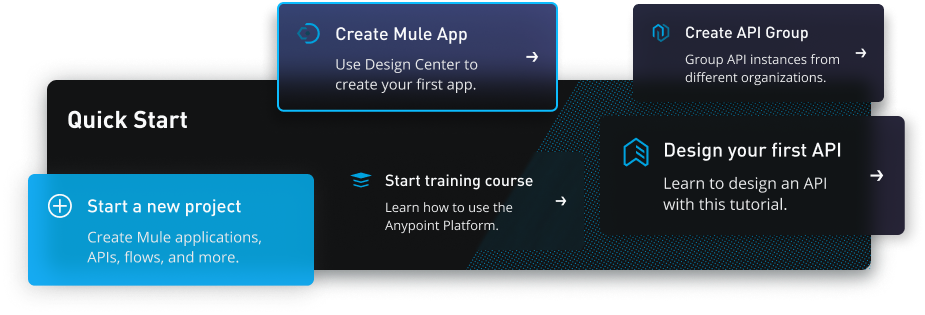 Quick Start
Create Mule App
Use Design Center to
create your first app.
Create API Group
Group API instances from
different organizations.
Start a new project
Create Mule applications,
APIs, flows, and more.
Start training course
Learn how to use the
Anypoint Platform.
Design your first API
Learn to design an API
with this tutorial.